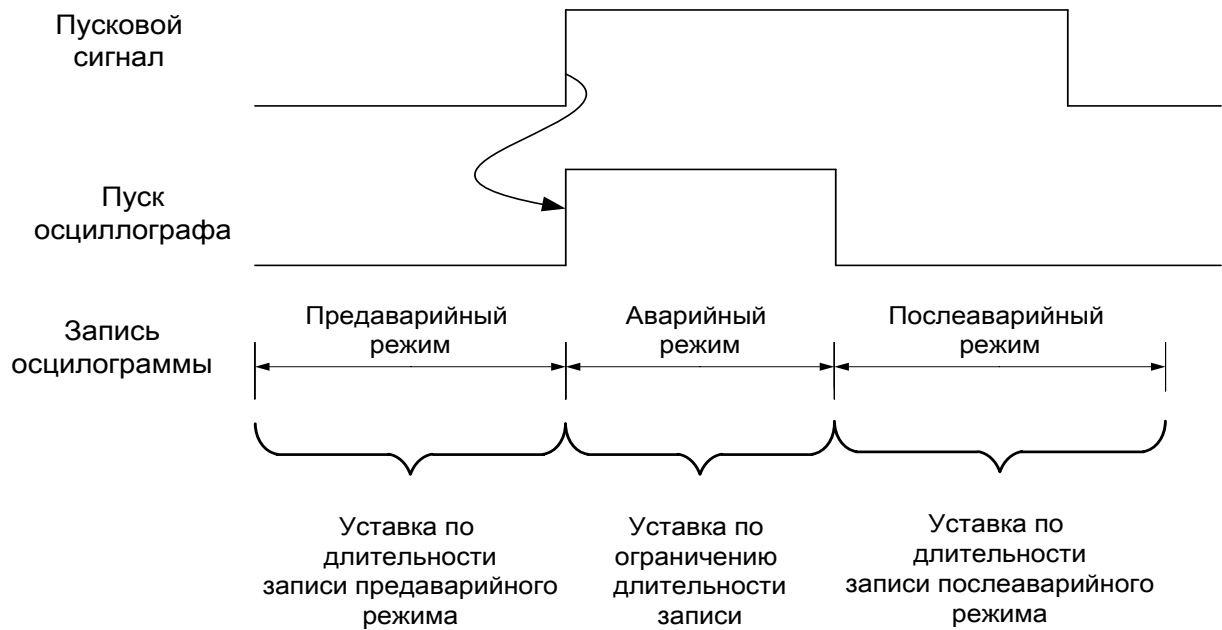 Пусковой
сигнал
Пуск
осциллографа
Запись
осцилограммы
Предаварийный
режим
Аварийный
режим
Послеаварийный
режим
Уставка по
длительности
записи предаварийного
режима
Уставка по
ограничению
длительности
записи
Уставка по
длительности
записи послеаварийного
режима